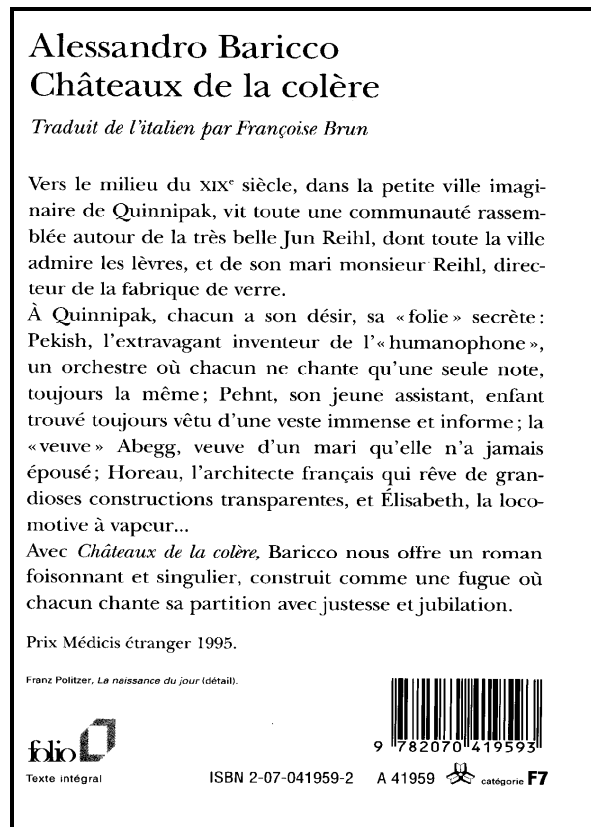 Alessandro Baricco
Châteaux de la colère
Traduit de l'italien par Françoise Brun
Vers le milieu du XIXe siècle, dans la petite ville imagi-
naire de Quinnipak, vit toute une communauté rassem-
blée autour de la très belle Jun Reihl, dont toute la ville
admire les lèvres, et de son mari monsieur Reihl, direc-
teur de la fabrique de verre.
À Quinnipak, chacun a son désir, sa « folie » secrète :
Pekish, l'extravagant inventeur de l'« humanophone »,
un orchestre où chacun ne chante qu'une seule note,
toujours la même ; Pehnt, son jeune assistant, enfant
trouvé toujours vêtu d'une veste immense et informe ; la
« veuve » Abegg, veuve d'un mari qu'elle n'a jamais
épousé ; Horeau, l'architecte français qui rêve de gran-
dioses constructions transparentes, et Élisabeth, la loco-
motive à vapeur...
Avec Châteaux de la colère, Baricco nous offre un roman
foisonnant et singulier, construit comme une fugue où
chacun chante sa partition avec justesse et jubilation.
Prix Médicis étranger 1995.
Franz Politzer, La naissance du jour (détail).
9 782070 419593
folio
Texte intégral
ISBN 2-07-041959-2 A 41959 catégorie F7